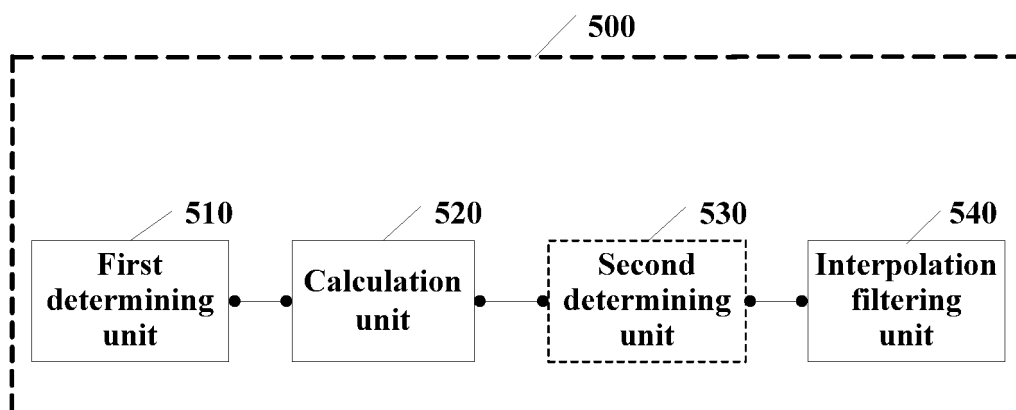 500
510
520
530
540
First
determining
unit
Calculation
unit
Second
determining
unit
Interpolation
filtering
unit